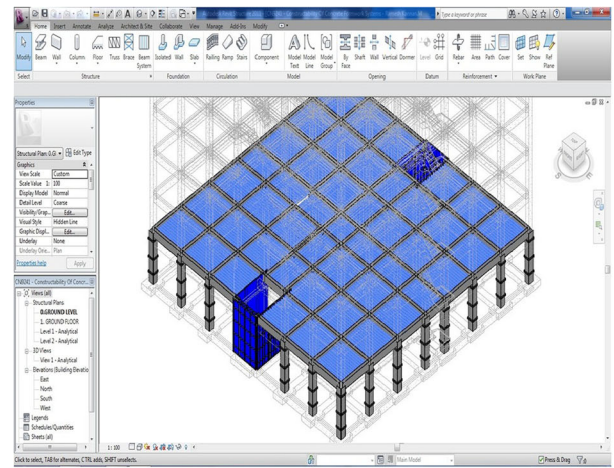 Type a keyword or phrase
Home Insert Annotate Analyze Architect & Site Collaborate View Manage Add-Ins Modify
Modify Beam Wall Column Floor Truss Brace Beam System Isolated Wall Slab Railing Ramp Stairs Component Model Text Model Line Model Group By Face Shaft Wall Vertical Dormer Level Grid Rebar Area Path Cover Set Show Ref Plane
Select Structure Foundation Circulation Model Opening Datum Reinforcement Work Plane
Properties
Structural Plan: 0.G Edit Type
Graphics
View Scale Custom
Scale Value 1: 100
Display Model Normal
Detail Level Coarse
Visibility/Grap... Edit...
Visual Style Hidden Line
Graphic Displ... Edit...
Underlay None
Underlay Orie... Plan
Properties help Apply
- Constructability Of Concr...
Views (all)
Structural Plans
0.GROUND LEVEL
1. GROUND FLOOR
Level 1 - Analytical
Level 2 - Analytical
3D Views
View 1 - Analytical
Elevations (Building Elevatio
East
North
South
West
Legends
Schedules/Quantities
Sheets (all)
1 : 100
Click to select, TAB for alternates, CTRL adds, SHIFT unselects. Main Model Press & Drag